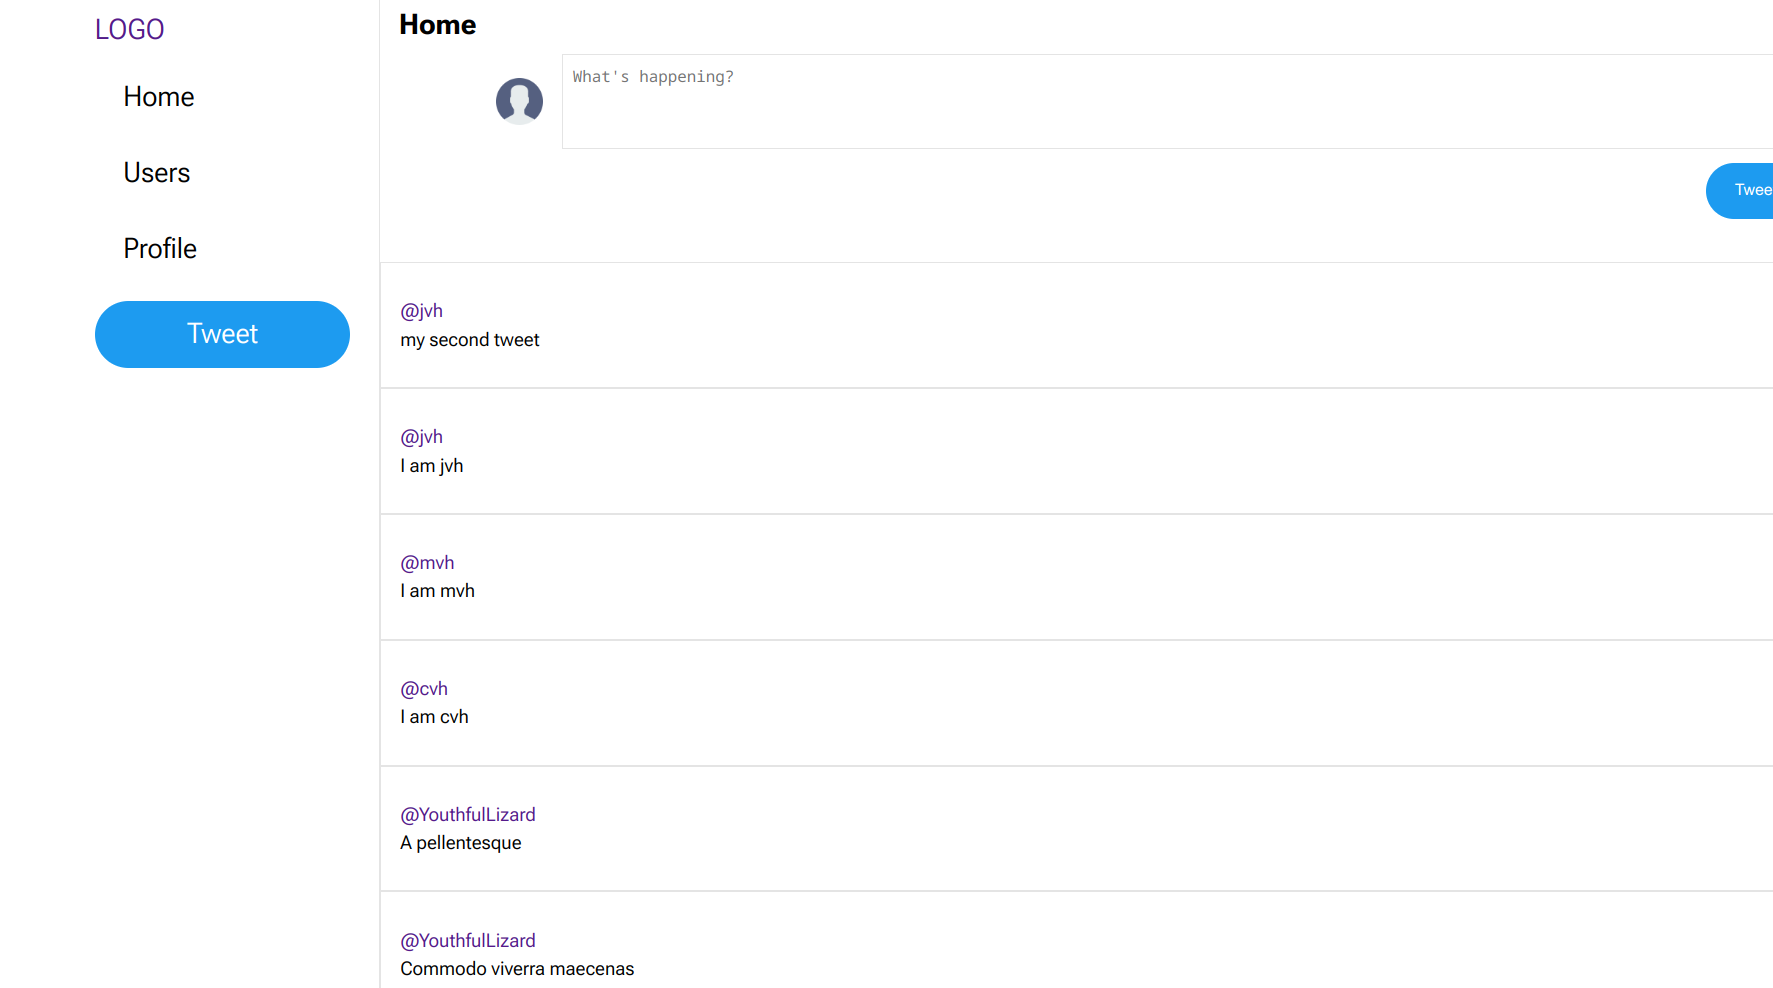 LOGO
Home
Users
Profile
Tweet
Home
What's happening?
Twee
@jvh
my second tweet
@jvh
I am jvh
@mvh
I am mvh
@cvh
I am cvh
@YouthfulLizard
A pellentesque
@YouthfulLizard
Commodo viverra maecenas